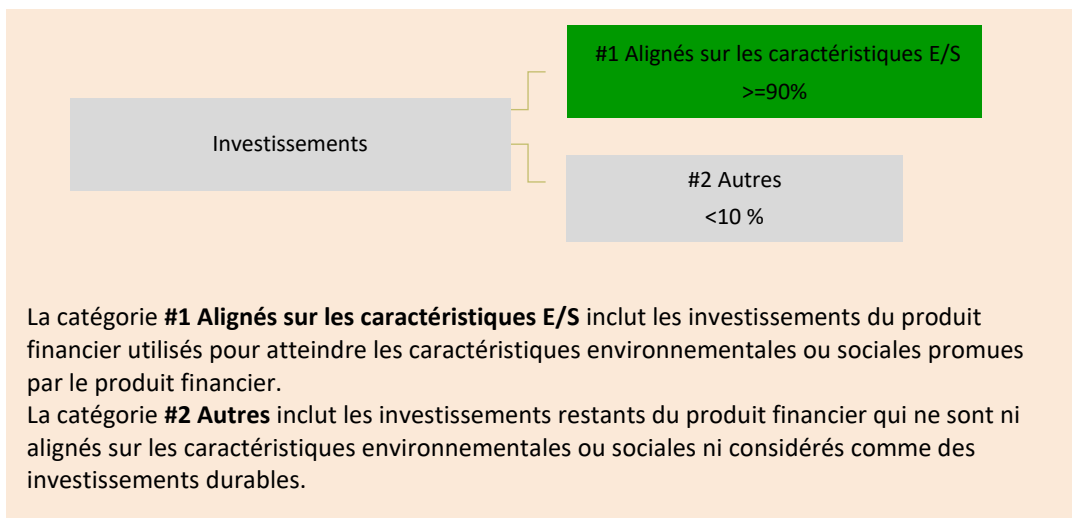 #1 Alignés sur les caractéristiques E/S
>=90%
Investissements
#2 Autres
<10 %
La catégorie #1 Alignés sur les caractéristiques E/S inclut les investissements du produit
financier utilisés pour atteindre les caractéristiques environnementales ou sociales promues
par le produit financier.
La catégorie #2 Autres inclut les investissements restants du produit financier qui ne sont ni
alignés sur les caractéristiques environnementales ou sociales ni considérés comme des
investissements durables.